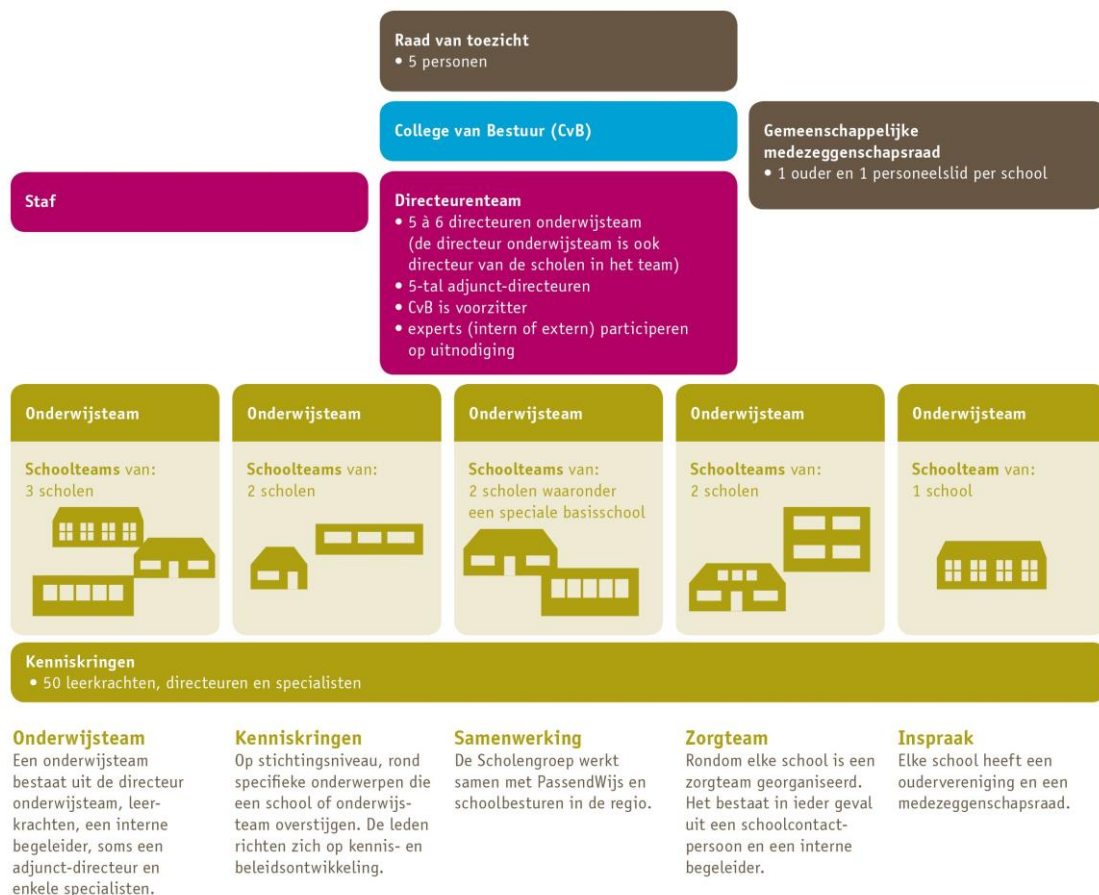 Raad van toezicht
• 5 personen
College van Bestuur (CvB)
Gemeenschappelijke
medezeggenschapsraad
• 1 ouder en 1 personeelslid per school
Staf
Directeurenteam
• 5 à 6 directeuren onderwijsteam
(de directeur onderwijsteam is ook
directeur van de scholen in het team)
• 5-tal adjunct-directeuren
• CvB is voorzitter
• experts (intern of extern) participeren
op uitnodiging
Onderwijsteam
Schoolteams van:
3 scholen
Onderwijsteam
Schoolteams van:
2 scholen
Onderwijsteam
Schoolteams van:
2 scholen waaronder
een speciale basisschool
Onderwijsteam
Schoolteams van:
2 scholen
Onderwijsteam
Schoolteam van:
1 school
Kenniskringen
• 50 leerkrachten, directeuren en specialisten
Onderwijsteam
Een onderwijsteam
bestaat uit de directeur
onderwijsteam, leer-
krachten, een interne
begeleider, soms een
adjunct-directeur en
enkele specialisten.
Kenniskringen
Op stichtingsniveau, rond
specifieke onderwerpen die
een school of onderwijs-
team overstijgen. De leden
richten zich op kennis- en
beleidsontwikkeling.
Samenwerking
De Scholengroep werkt
samen met PassendWijs en
schoolbesturen in de regio.
Zorgteam
Rondom elke school is een
zorgteam georganiseerd.
Het bestaat in ieder geval
uit een schoolcontact-
persoon en een interne
begeleider.
Inspraak
Elke school heeft een
oudervereniging en een
medezeggenschapsraad.